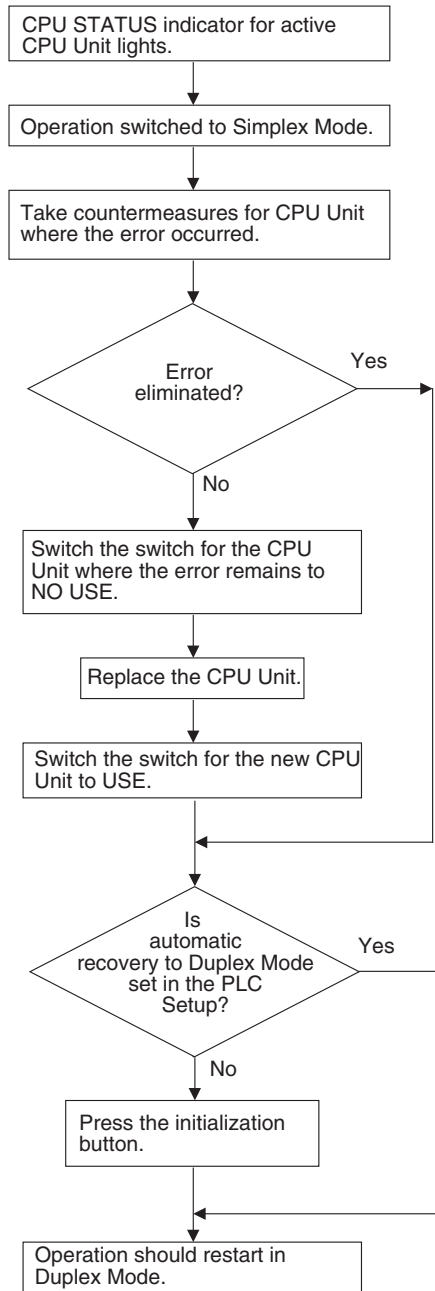 CPU STATUS indicator for active
CPU Unit lights.
Operation switched to Simplex Mode.
Take countermeasures for CPU Unit
where the error occurred.
Error
eliminated?
Yes
No
Switch the switch for the CPU
Unit where the error remains to
NO USE.
Replace the CPU Unit.
Switch the switch for the new CPU
Unit to USE.
Is
automatic
recovery to Duplex Mode
set in the PLC
Setup?
Yes
No
Press the initialization
button.
Operation should restart in
Duplex Mode.